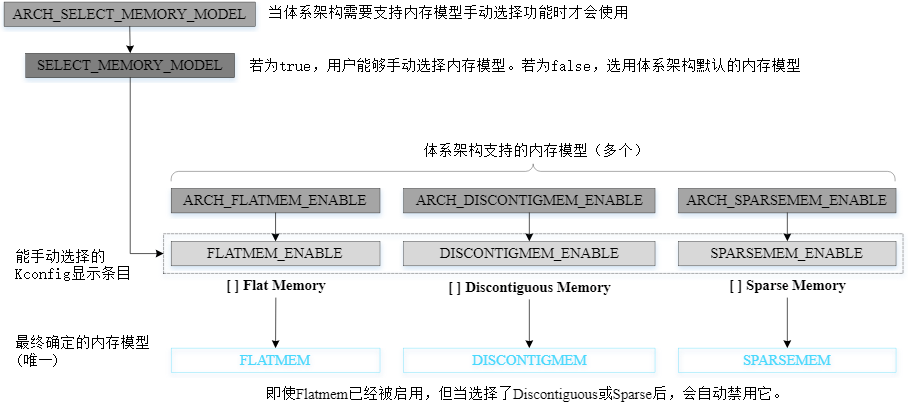 ARCH_SELECT_MEMORY_MODEL 当体系架构需要支持内存模型手动选择功能时才会使用
SELECT_MEMORY_MODEL 若为true，用户能够手动选择内存模型。若为false，选用体系架构默认的内存模型
体系架构支持的内存模型（多个）
ARCH_FLATMEM_ENABLE ARCH_DISCONTIGMEM_ENABLE ARCH_SPARSEMEM_ENABLE
能手动选择的
Kconfig显示条目
FLATMEM_ENABLE DISCONTIGMEM_ENABLE SPARSEMEM_ENABLE
[ ] Flat Memory [ ] Discontiguous Memory [ ] Sparse Memory
最终确定的内存模型
(唯一)
FLATMEM DISCONTIGMEM SPARSEMEM
即使Flatmem已经被启用，但当选择了Discontiguous或Sparse后，会自动禁用它。